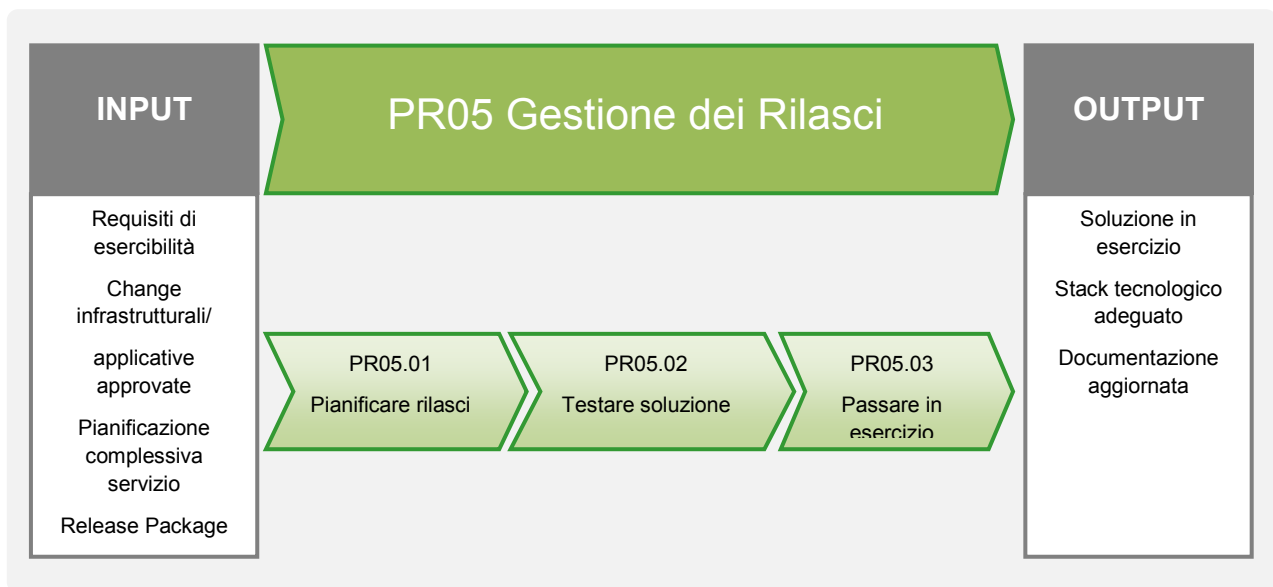 INPUT
PR05 Gestione dei Rilasci
OUTPUT
Requisiti di
esercibilità
Change
infrastrutturali/
applicative
approvate
Pianificazione
complessiva
servizio
Release Package
PR05.01
Pianificare rilasci
PR05.02
Testare soluzione
PR05.03
Passare in
esercizio
Soluzione in
esercizio
Stack tecnologico
adeguato
Documentazione
aggiornata